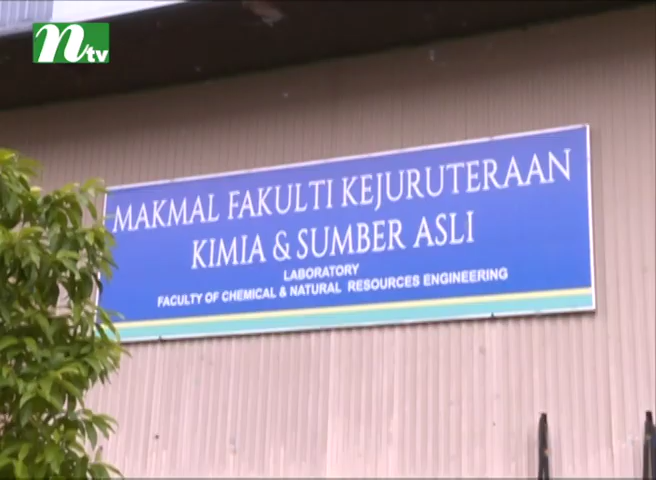 ntv
MAKMAL FAKULTI KEJURUTERAAN
KIMIA & SUMBER ASLI
LABORATORY
FACULTY OF CHEMICAL & NATURAL RESOURCES ENGINEERING